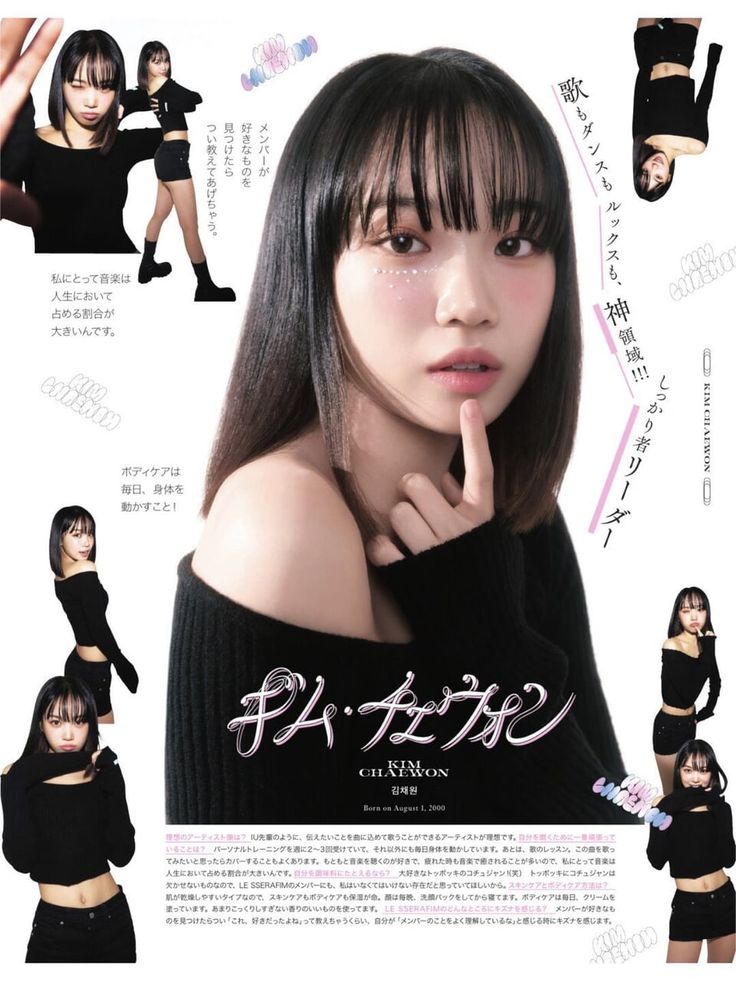 KIM CHAEWON
メンバーが
好きなものを
見つけたら
つい教えてあげちゃう。
歌もダンスも ルックスも、神領域!!!
しっかり者リーダー
私にとって音楽は
人生において
占める割合が
大きいんです。
KIM CHAEWON
KIM CHAEWON
KIM CHAEWON
ボディケアは
毎日、身体を
動かすこと!
キム・チェウォン
KIM
CHAEWON
김채원
Born on August 1, 2000
KIM CHAEWON
理想のアーティスト像は? IU先輩のように、伝えたいことを曲に込めて歌うことができるアーティストが理想です。自分を磨くために一番頑張って
いることは? パーソナルトレーニングを週に2〜3回受けていて、それ以外にも毎日身体を動かしています。あとは、歌のレッスン。この曲を歌っ
てみたいと思ったらカバーすることもよくあります。もともと音楽を聴くのが好きで、疲れた時も音楽で癒されることが多いので、私にとって音楽は
人生において占める割合が大きいんです。自分を調味料にたとえるなら? 大好きなトッポッキのコチュジャン!(笑) トッポッキにコチュジャンは
欠かせないものなので、LE SSERAFIMのメンバーにも、私はいなくてはいけない存在だと思っていてほしいから。スキンケアとボディケア方法は?
肌が乾燥しやすいタイプなので、スキンケアもボディケアも保湿が命。顔は毎晩、洗顔パックをしてから寝てます。ボディケアは毎日、クリームを
塗っています。あまりこっくりしすぎない香りのいいものを使ってます。 LE SSERAFIMのどんなところにキズナを感じる? メンバーが好きなもの
を見つけたらつい「これ、好きだったよね」って教えちゃうくらい、自分が「メンバーのことをよく理解しているな」と感じる時にキズナを感じます。
KIM CHAEWON